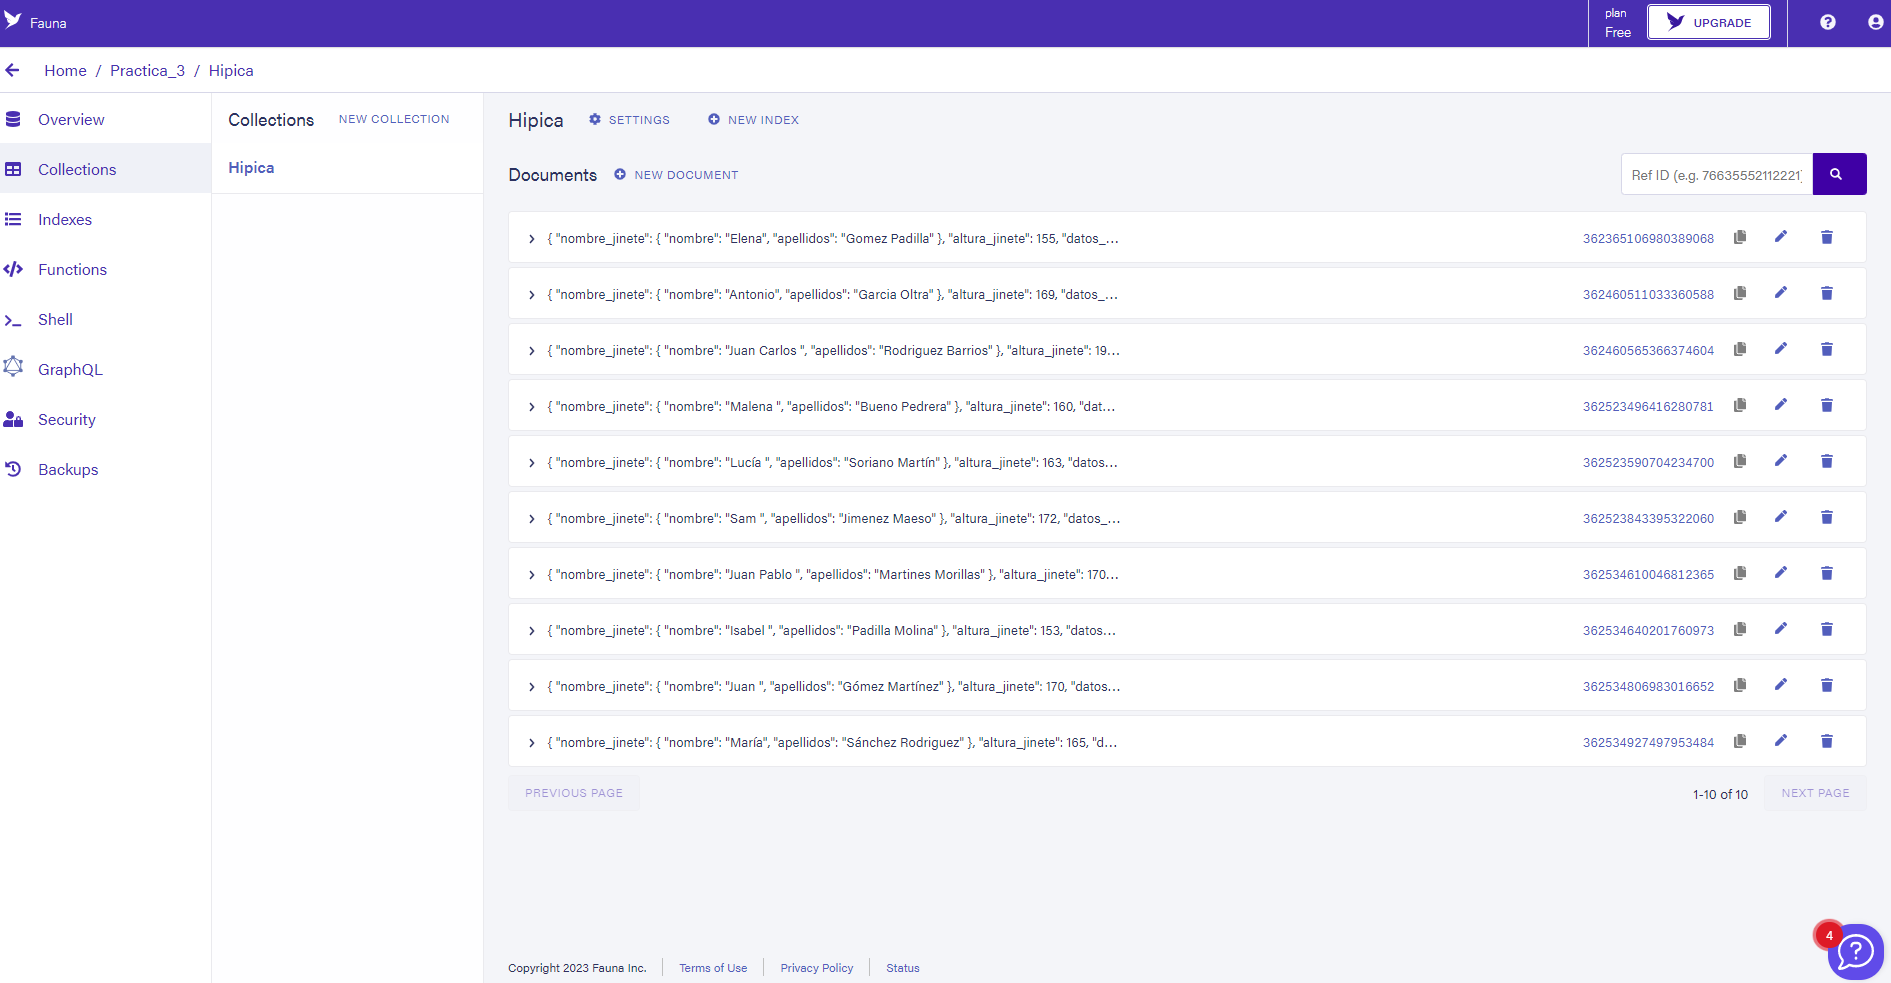 Fauna
plan
Free
UPGRADE
Home / Practica_3 / Hipica
Overview
Collections
Indexes
Functions
Shell
GraphQL
Security
Backups
Collections NEW COLLECTION
Hipica
Hipica SETTINGS NEW INDEX
Documents NEW DOCUMENT
Ref ID (e.g. 76635552112221)
{ "nombre_jinete": { "nombre": "Elena", "apellidos": "Gomez Padilla" }, "altura_jinete": 155, "datos_... 362365106980389068
{ "nombre_jinete": { "nombre": "Antonio", "apellidos": "Garcia Oltra" }, "altura_jinete": 169, "datos_... 362460511033360588
{ "nombre_jinete": { "nombre": "Juan Carlos ", "apellidos": "Rodriguez Barrios" }, "altura_jinete": 19... 362460565366374604
{ "nombre_jinete": { "nombre": "Malena ", "apellidos": "Bueno Pedrera" }, "altura_jinete": 160, "dat... 362523496416280781
{ "nombre_jinete": { "nombre": "Lucía ", "apellidos": "Soriano Martín" }, "altura_jinete": 163, "datos... 362523590704234700
{ "nombre_jinete": { "nombre": "Sam ", "apellidos": "Jimenez Maeso" }, "altura_jinete": 172, "datos_... 362523843395322060
{ "nombre_jinete": { "nombre": "Juan Pablo ", "apellidos": "Martines Morillas" }, "altura_jinete": 170... 362534610046812365
{ "nombre_jinete": { "nombre": "Isabel ", "apellidos": "Padilla Molina" }, "altura_jinete": 153, "datos... 362534640201760973
{ "nombre_jinete": { "nombre": "Juan ", "apellidos": "Gómez Martínez" }, "altura_jinete": 170, "datos... 362534806983016652
{ "nombre_jinete": { "nombre": "María", "apellidos": "Sánchez Rodriguez" }, "altura_jinete": 165, "d... 362534927497953484
PREVIOUS PAGE 1-10 of 10 NEXT PAGE
4
Copyright 2023 Fauna Inc. Terms of Use Privacy Policy Status